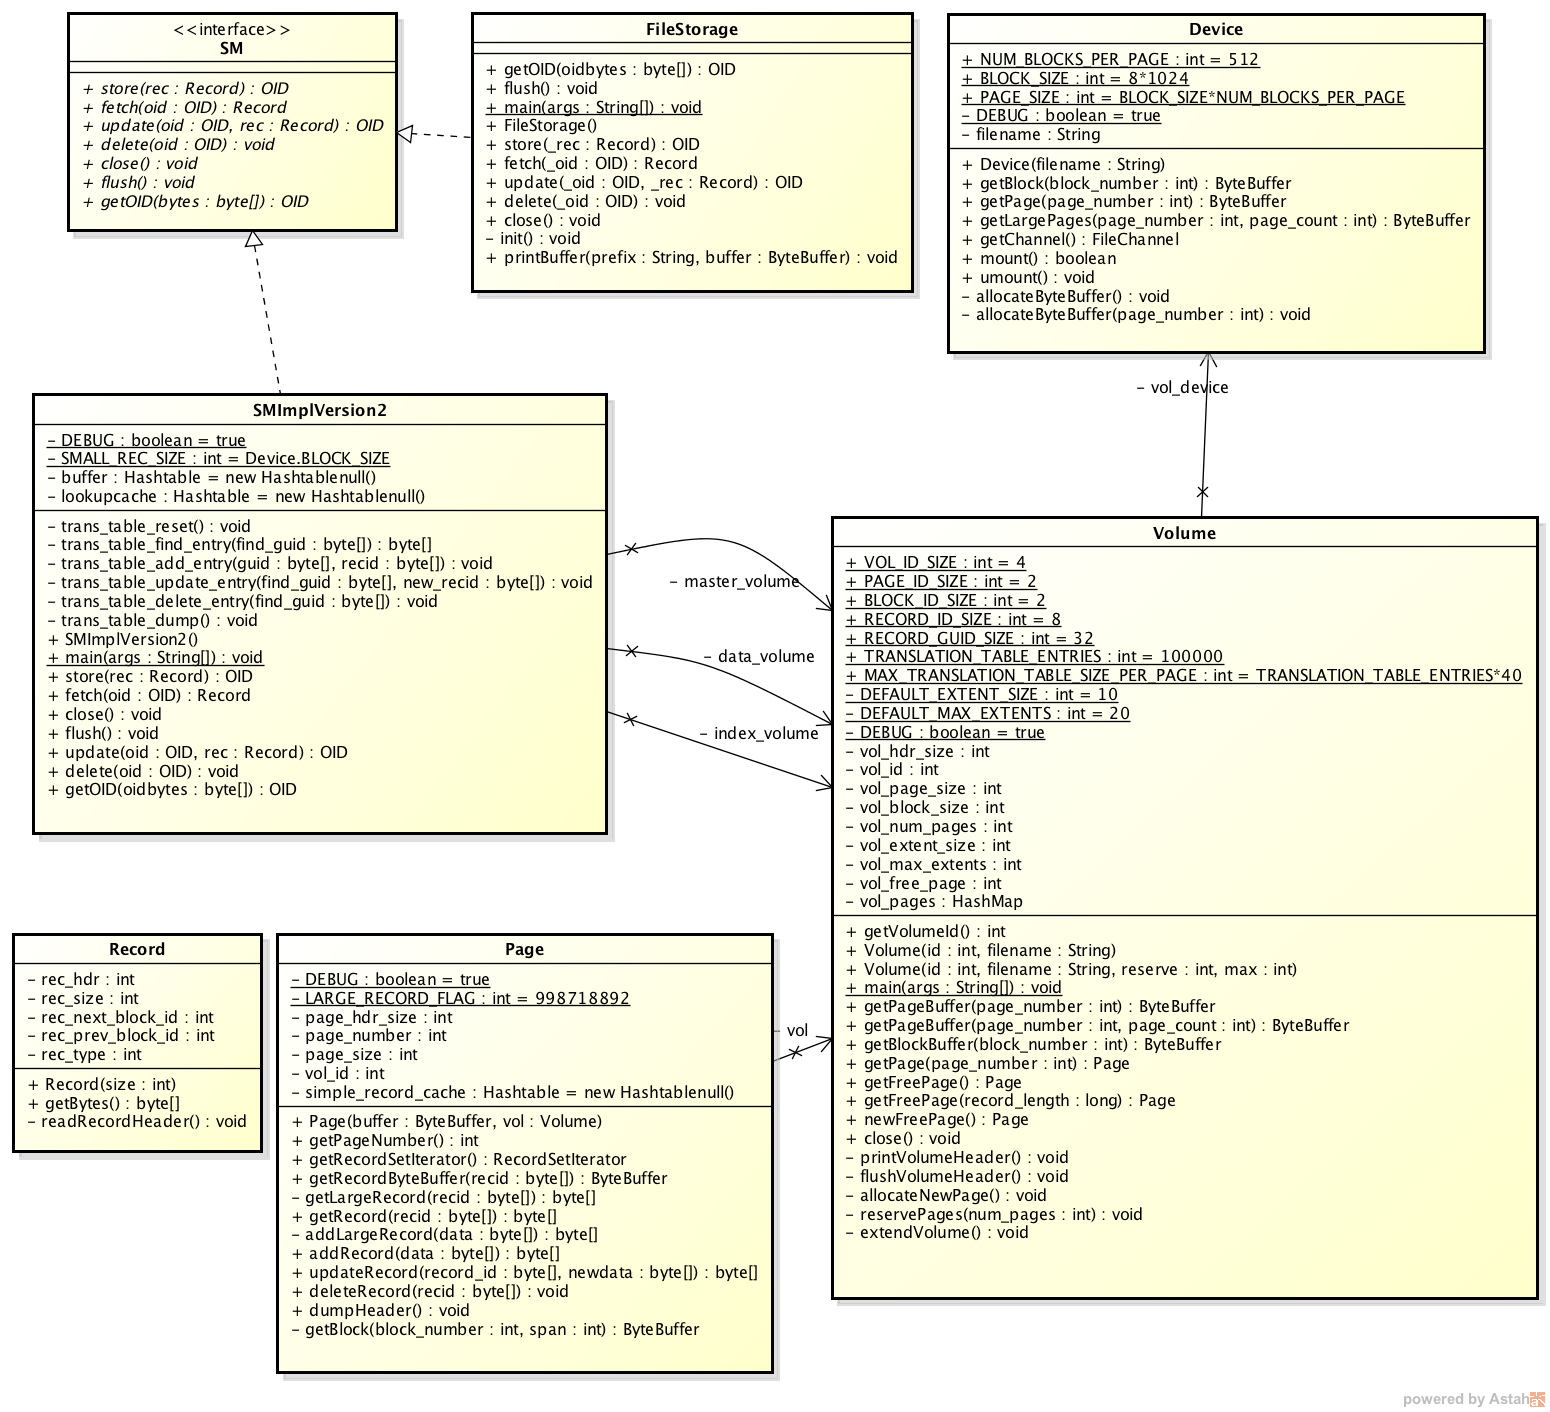 <<interface>>
SM
+ store(rec : Record) : OID
+ fetch(oid : OID) : Record
+ update(oid : OID, rec : Record) : OID
+ delete(oid : OID) : void
+ close() : void
+ flush() : void
+ getOID(bytes : byte[]) : OID
FileStorage
+ getOID(oidbytes : byte[]) : OID
+ flush() : void
+ main(args : String[]) : void
+ FileStorage()
+ store(_rec : Record) : OID
+ fetch(_oid : OID) : Record
+ update(_oid : OID, _rec : Record) : OID
+ delete(_oid : OID) : void
+ close() : void
- init() : void
+ printBuffer(prefix : String, buffer : ByteBuffer) : void
Device
+ NUM_BLOCKS_PER_PAGE : int = 512
+ BLOCK_SIZE : int = 8*1024
+ PAGE_SIZE : int = BLOCK_SIZE*NUM_BLOCKS_PER_PAGE
- DEBUG : boolean = true
- filename : String
+ Device(filename : String)
+ getBlock(block_number : int) : ByteBuffer
+ getPage(page_number : int) : ByteBuffer
+ getLargePages(page_number : int, page_count : int) : ByteBuffer
+ getChannel() : FileChannel
+ mount() : boolean
+ umount() : void
- allocateByteBuffer() : void
- allocateByteBuffer(page_number : int) : void
- vol_device
SMImplVersion2
- DEBUG : boolean = true
- SMALL_REC_SIZE : int = Device.BLOCK_SIZE
- buffer : Hashtable = new Hashtablenull()
- lookupcache : Hashtable = new Hashtablenull()
- trans_table_reset() : void
- trans_table_find_entry(find_guid : byte[]) : byte[]
- trans_table_add_entry(guid : byte[], recid : byte[]) : void
- trans_table_update_entry(find_guid : byte[], new_recid : byte[]) : void
- trans_table_delete_entry(find_guid : byte[]) : void
- trans_table_dump() : void
+ SMImplVersion2()
+ main(args : String[]) : void
+ store(rec : Record) : OID
+ fetch(oid : OID) : Record
+ close() : void
+ flush() : void
+ update(oid : OID, rec : Record) : OID
+ delete(oid : OID) : void
+ getOID(oidbytes : byte[]) : OID
- master_volume
- data_volume
- index_volume
Volume
+ VOL_ID_SIZE : int = 4
+ PAGE_ID_SIZE : int = 2
+ BLOCK_ID_SIZE : int = 2
+ RECORD_ID_SIZE : int = 8
+ RECORD_GUID_SIZE : int = 32
+ TRANSLATION_TABLE_ENTRIES : int = 100000
+ MAX_TRANSLATION_TABLE_SIZE_PER_PAGE : int = TRANSLATION_TABLE_ENTRIES*40
- DEFAULT_EXTENT_SIZE : int = 10
- DEFAULT_MAX_EXTENTS : int = 20
- DEBUG : boolean = true
- vol_hdr_size : int
- vol_id : int
- vol_page_size : int
- vol_block_size : int
- vol_num_pages : int
- vol_extent_size : int
- vol_max_extents : int
- vol_free_page : int
- vol_pages : HashMap
+ getVolumeId() : int
+ Volume(id : int, filename : String)
+ Volume(id : int, filename : String, reserve : int, max : int)
+ main(args : String[]) : void
+ getPageBuffer(page_number : int) : ByteBuffer
+ getPageBuffer(page_number : int, page_count : int) : ByteBuffer
+ getBlockBuffer(block_number : int) : ByteBuffer
+ getPage(page_number : int) : Page
+ getFreePage() : Page
+ getFreePage(record_length : long) : Page
+ newFreePage() : Page
+ close() : void
- printVolumeHeader() : void
- flushVolumeHeader() : void
- allocateNewPage() : void
- reservePages(num_pages : int) : void
- extendVolume() : void
Record
- rec_hdr : int
- rec_size : int
- rec_next_block_id : int
- rec_prev_block_id : int
- rec_type : int
+ Record(size : int)
+ getBytes() : byte[]
- readRecordHeader() : void
Page
- DEBUG : boolean = true
- LARGE_RECORD_FLAG : int = 998718892
- page_hdr_size : int
- page_number : int
- page_size : int
- vol_id : int
- simple_record_cache : Hashtable = new Hashtablenull()
+ Page(buffer : ByteBuffer, vol : Volume)
+ getPageNumber() : int
+ getRecordSetIterator() : RecordSetIterator
+ getRecordByteBuffer(recid : byte[]) : ByteBuffer
- getLargeRecord(recid : byte[]) : byte[]
+ getRecord(recid : byte[]) : byte[]
- addLargeRecord(data : byte[]) : byte[]
+ addRecord(data : byte[]) : byte[]
+ updateRecord(record_id : byte[], newdata : byte[]) : byte[]
+ deleteRecord(recid : byte[]) : void
+ dumpHeader() : void
- getBlock(block_number : int, span : int) : ByteBuffer
- vol
powered by Astah